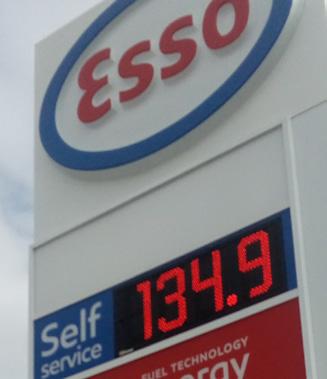 Esso
Self
service
134.9
FUEL TECHNOLOGY